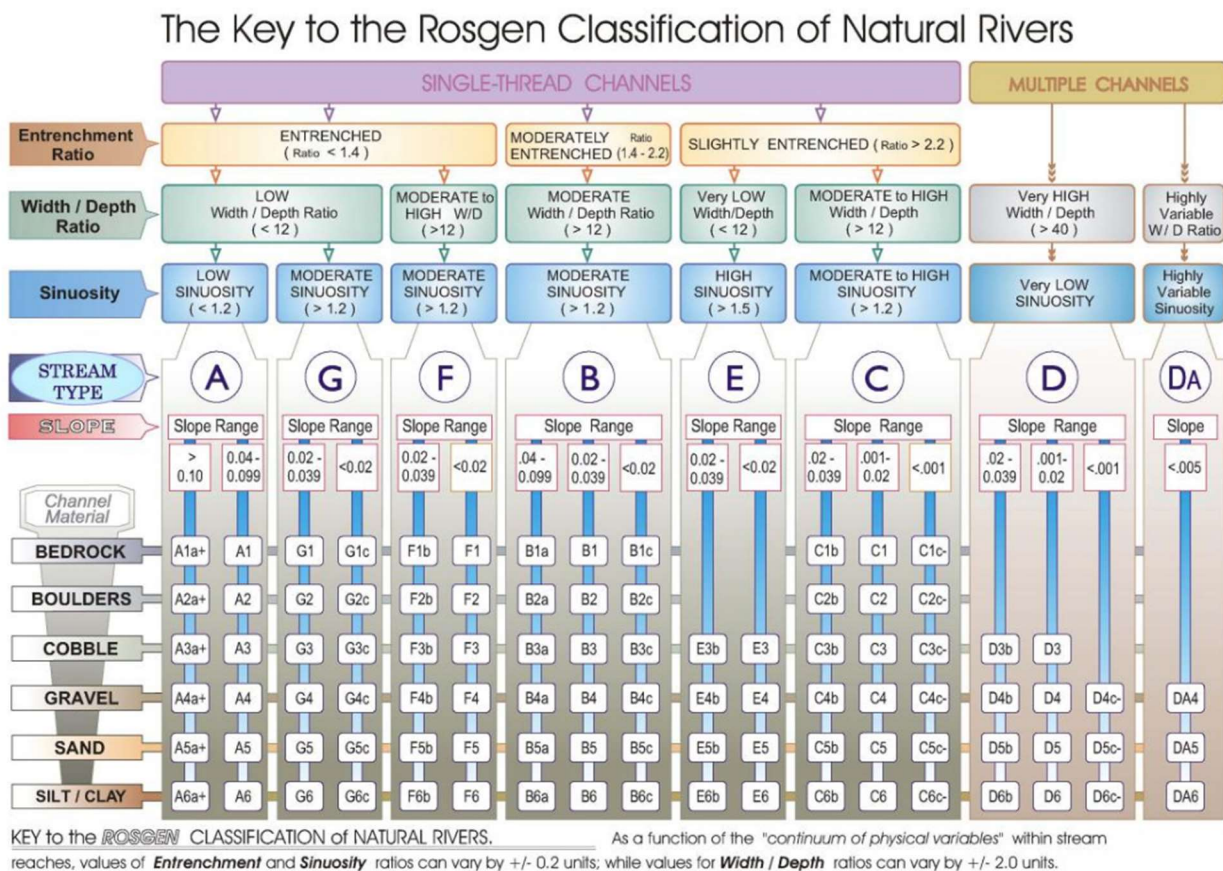 The Key to the Rosgen Classification of Natural Rivers
SINGLE-THREAD CHANNELS
MULTIPLE CHANNELS
Entrenchment
Ratio
ENTRENCHED
( Ratio < 1.4 )
MODERATELY Ratio
ENTRENCHED (1.4 - 2.2)
SLIGHTLY ENTRENCHED ( Ratio > 2.2 )
Width / Depth
Ratio
LOW
Width / Depth Ratio
( < 12 )
MODERATE to
HIGH W/D
( >12 )
MODERATE
Width / Depth Ratio
( > 12 )
Very LOW
Width/Depth
( < 12 )
MODERATE to HIGH
Width / Depth
( > 12 )
Very HIGH
Width / Depth
( > 40 )
Highly
Variable
W/ D Ratio
Sinuosity
LOW
SINUOSITY
( < 1.2 )
MODERATE
SINUOSITY
( > 1.2 )
MODERATE
SINUOSITY
( > 1.2 )
MODERATE
SINUOSITY
( > 1.2 )
HIGH
SINUOSITY
( > 1.5 )
MODERATE to HIGH
SINUOSITY
( > 1.2 )
Very LOW
SINUOSITY
Highly
Variable
Sinuosity
STREAM
TYPE
A G F B E C D DA
SLOPE
Slope Range Slope Range Slope Range Slope Range Slope Range Slope Range Slope Range Slope
>
0.10
0.04 -
0.099
0.02 -
0.039
<0.02
0.02 -
0.039
<0.02
.04 -
0.099
0.02 -
0.039
<0.02
0.02 -
0.039
<0.02
.02 -
0.039
.001-
0.02
<.001
.02 -
0.039
.001-
0.02
<.001
<.005
Channel
Material
BEDROCK A1a+ A1 G1 G1c F1b F1 B1a B1 B1c C1b C1 C1c-
BOULDERS A2a+ A2 G2 G2c F2b F2 B2a B2 B2c C2b C2 C2c-
COBBLE A3a+ A3 G3 G3c F3b F3 B3a B3 B3c E3b E3 C3b C3 C3c- D3b D3
GRAVEL A4a+ A4 G4 G4c F4b F4 B4a B4 B4c E4b E4 C4b C4 C4c- D4b D4 D4c- DA4
SAND A5a+ A5 G5 G5c F5b F5 B5a B5 B5c E5b E5 C5b C5 C5c- D5b D5 D5c- DA5
SILT / CLAY A6a+ A6 G6 G6c F6b F6 B6a B6 B6c E6b E6 C6b C6 C6c- D6b D6 D6c- DA6
KEY to the ROSGEN CLASSIFICATION of NATURAL RIVERS. As a function of the "continuum of physical variables" within stream
reaches, values of Entrenchment and Sinuosity ratios can vary by +/- 0.2 units; while values for Width / Depth ratios can vary by +/- 2.0 units.